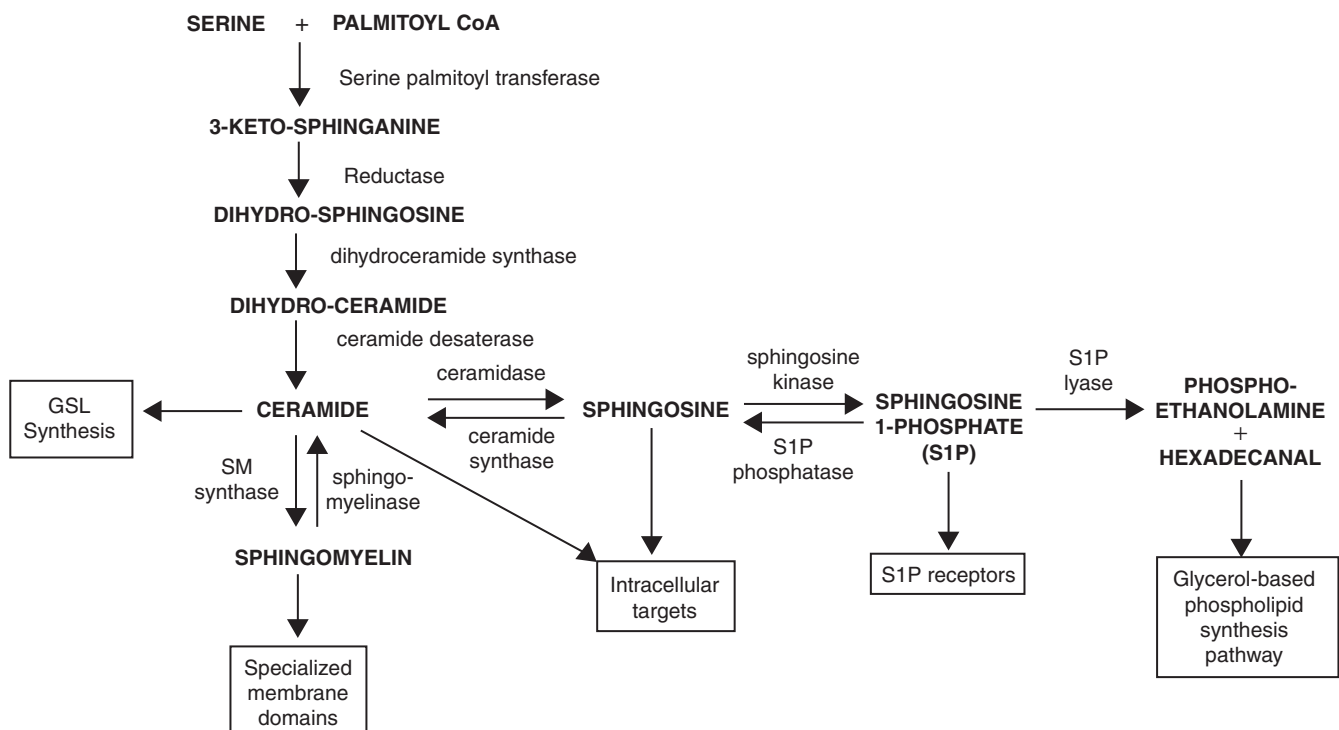 SERINE + PALMITOYL CoA
Serine palmitoyl transferase
3-KETO-SPHINGANINE
Reductase
DIHYDRO-SPHINGOSINE
dihydroceramide synthase
DIHYDRO-CERAMIDE
ceramide desaterase
GSL
Synthesis
CERAMIDE
ceramidase
ceramide
synthase
SPHINGOSINE
sphingosine
kinase
S1P
phosphatase
SPHINGOSINE
1-PHOSPHATE
(S1P)
S1P
lyase
PHOSPHO-
ETHANOLAMINE
+
HEXADECANAL
SM
synthase
sphingo-
myelinase
SPHINGOMYELIN
Intracellular
targets
S1P receptors
Glycerol-based
phospholipid
synthesis
pathway
Specialized
membrane
domains